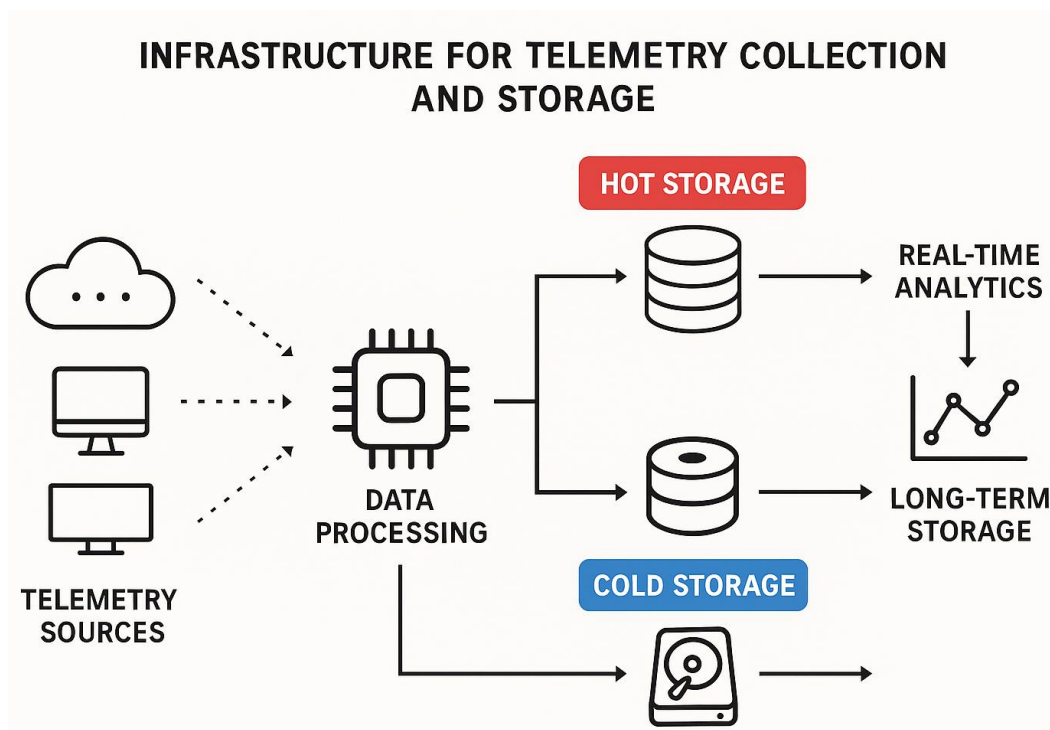 INFRASTRUCTURE FOR TELEMETRY COLLECTION
AND STORAGE
HOT STORAGE
REAL-TIME
ANALYTICS
DATA
PROCESSING
LONG-TERM
STORAGE
COLD STORAGE
TELEMETRY
SOURCES